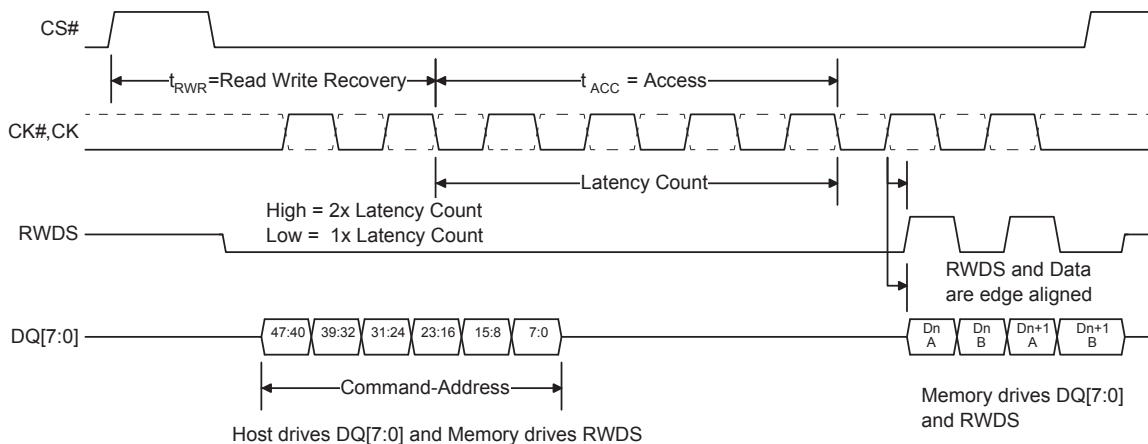 CS#
tRWR=Read Write Recovery
tACC = Access
CK#,CK
Latency Count
High = 2x Latency Count
Low = 1x Latency Count
RWDS
RWDS and Data
are edge aligned
DQ[7:0]
47:40 39:32 31:24 23:16 15:8 7:0
Dn A
Dn B
Dn+1 A
Dn+1 B
Command-Address
Memory drives DQ[7:0]
and RWDS
Host drives DQ[7:0] and Memory drives RWDS